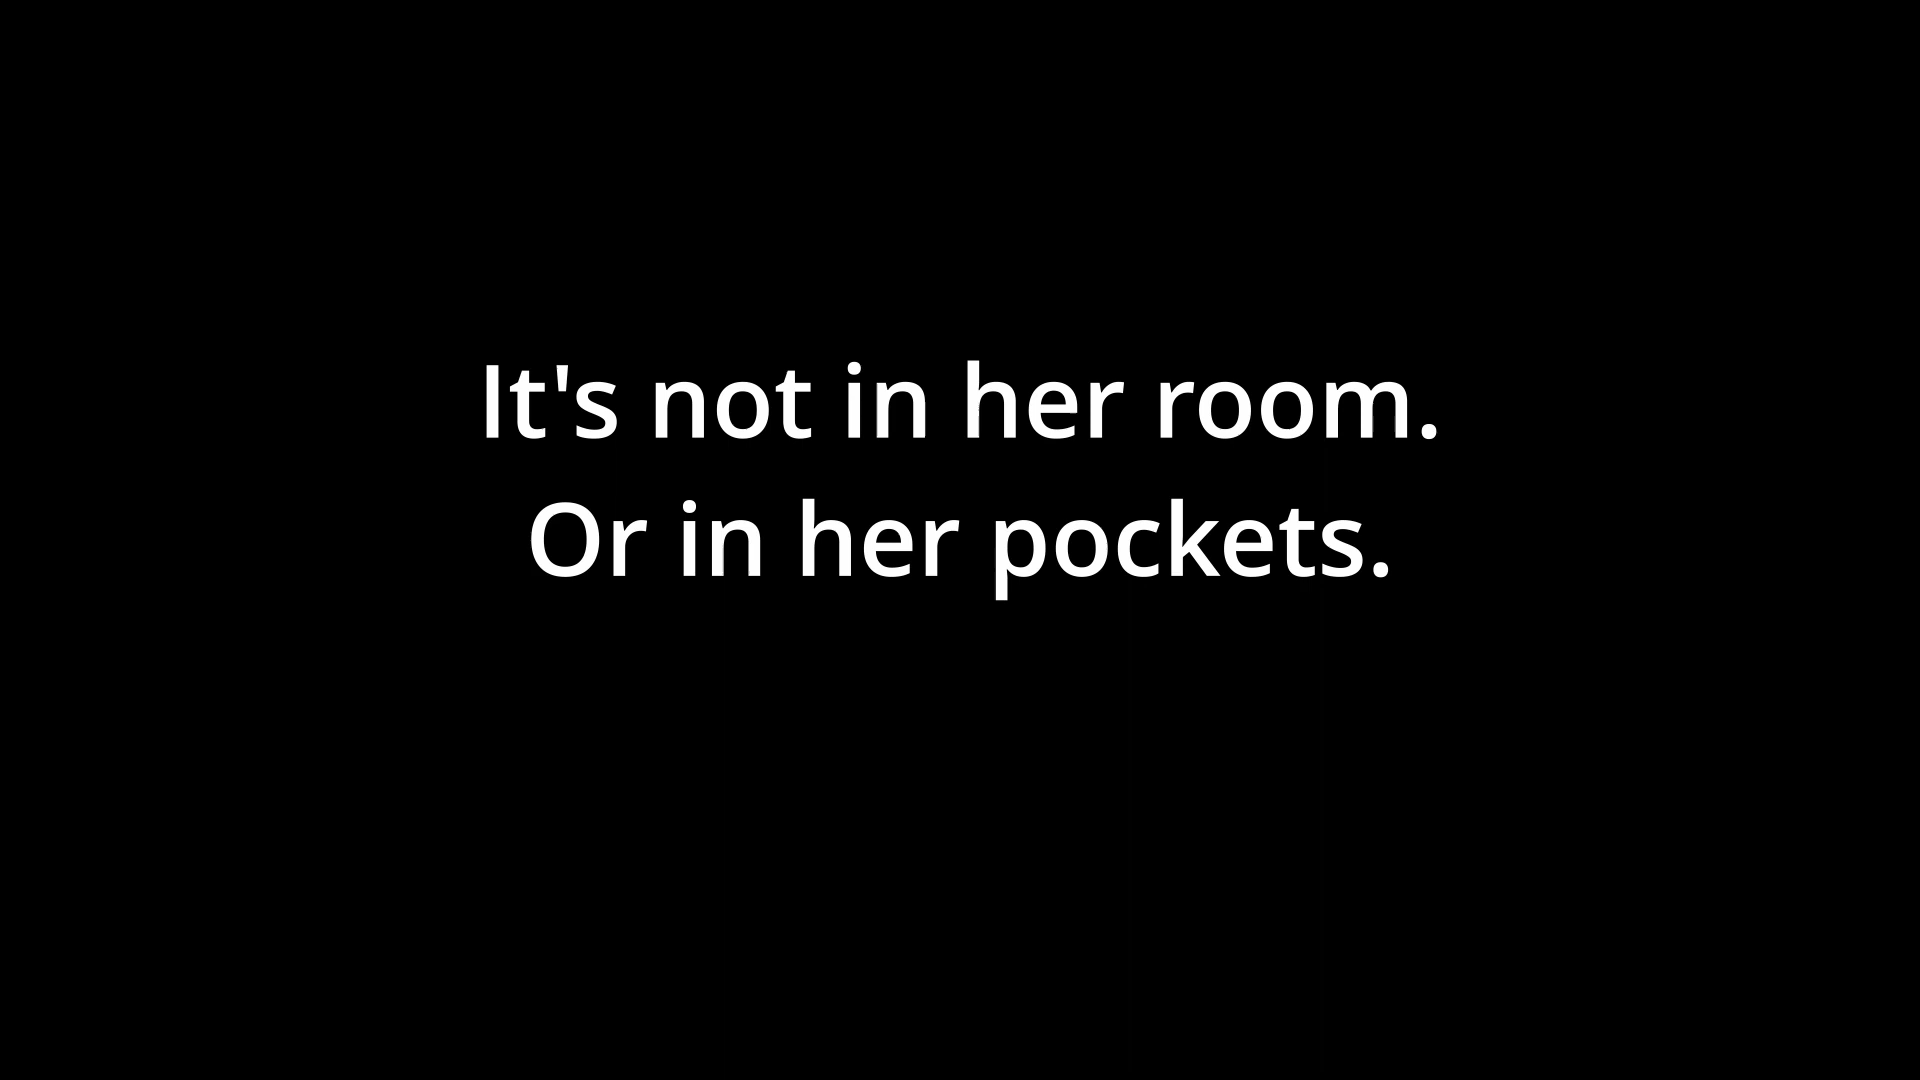 It's not in her room.
Or in her pockets.